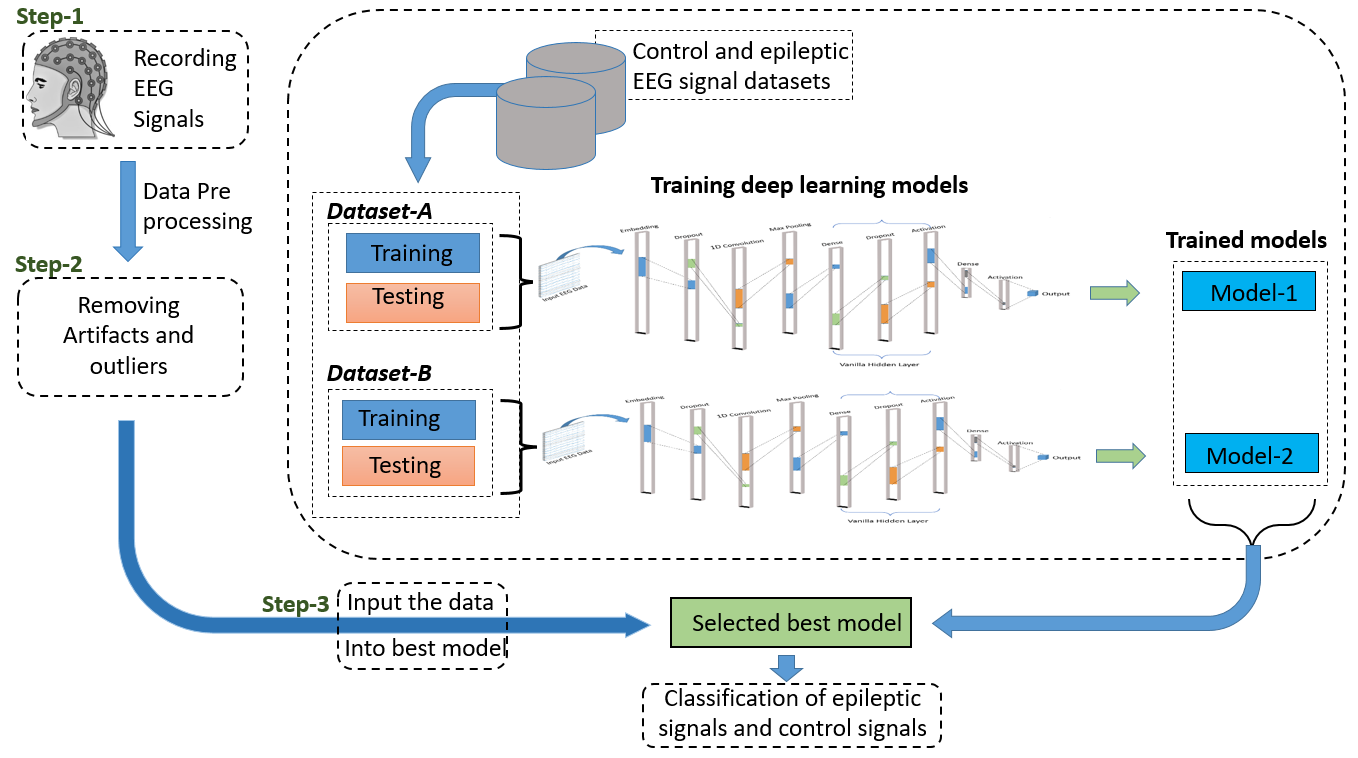 Step-1
Recording
EEG
Signals
Data Pre
processing
Step-2
Removing
Artifacts and
outliers
Control and epileptic
EEG signal datasets
Training deep learning models
Dataset-A
Training
Testing
Input EEG Data
Embedding
Dropout
1D Convolution
Max Pooling
Dense
Dropout
Activation
Dense
Activation
Output
Vanilla Hidden Layer
Dataset-B
Training
Testing
Input EEG Data
Embedding
Dropout
1D Convolution
Max Pooling
Dense
Dropout
Activation
Dense
Activation
Output
Vanilla Hidden Layer
Trained models
Model-1
Model-2
Step-3
Input the data
Into best model
Selected best model
Classification of epileptic
signals and control signals